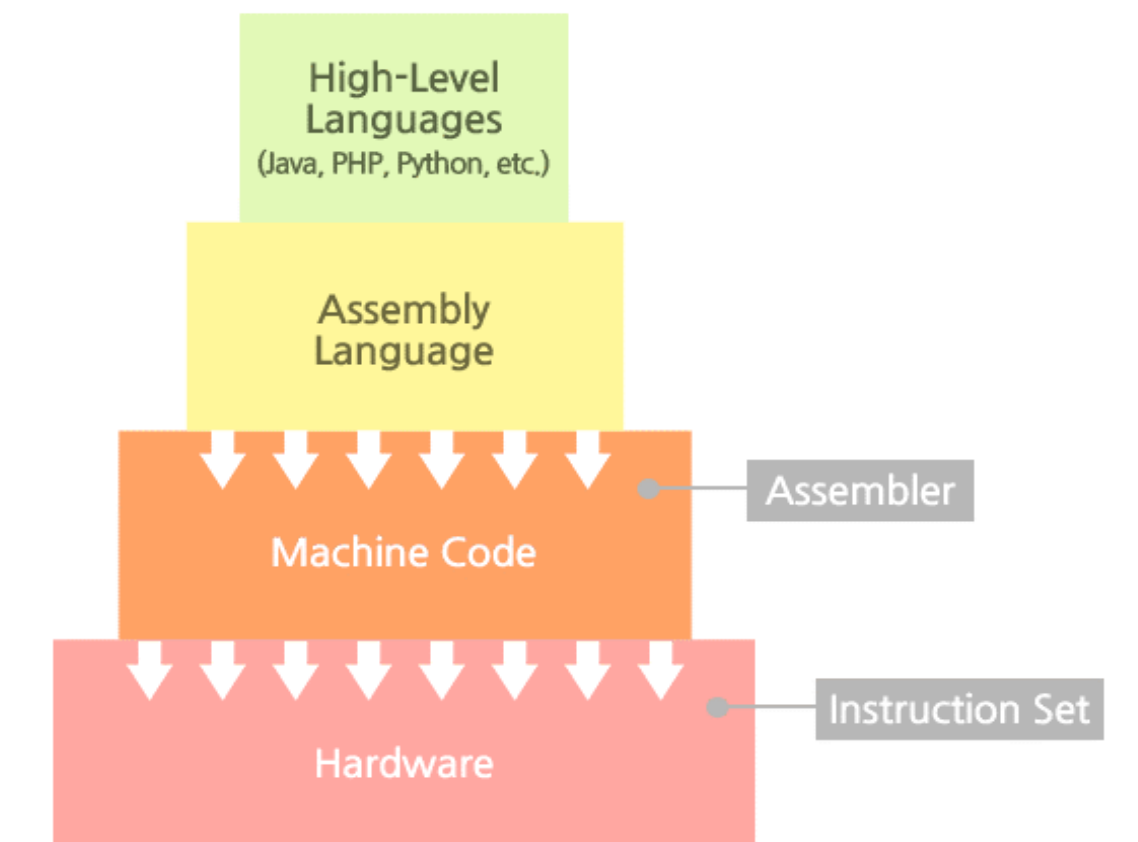 High-Level
Languages
(Java, PHP, Python, etc.)
Assembly
Language
Assembler
Machine Code
Instruction Set
Hardware